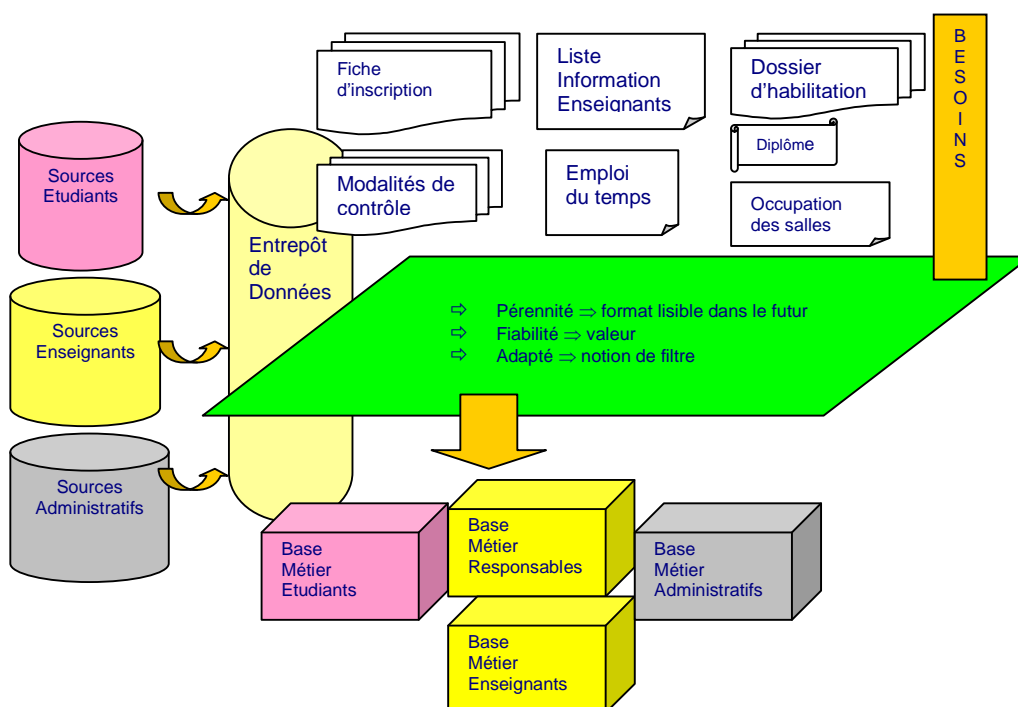 Fiche
d'inscription
Liste
Information
Enseignants
Dossier
d'habilitation
B
E
S
O
I
N
S
Diplôme
Sources
Etudiants
Modalités de
contrôle
Emploi
du temps
Occupation
des salles
Entrepôt
de
Données
⇨ Pérennité ⇒ format lisible dans le futur
⇨ Fiabilité ⇒ valeur
⇨ Adapté ⇒ notion de filtre
Sources
Enseignants
Sources
Administratifs
Base
Métier
Etudiants
Base
Métier
Responsables
Base
Métier
Administratifs
Base
Métier
Enseignants